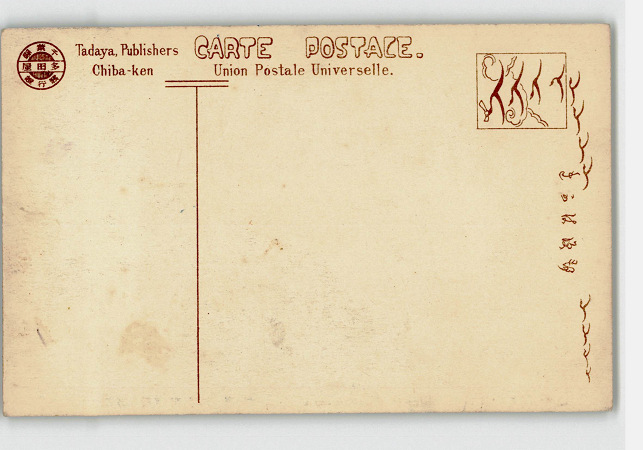 Tadaya, Publishers
Chiba-ken
CARTE POSTALE.
Union Postale Universelle.